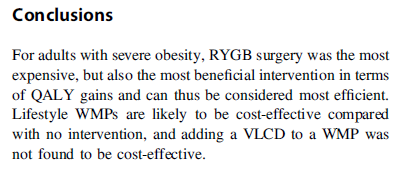 Conclusions
For adults with severe obesity, RYGB surgery was the most
expensive, but also the most beneficial intervention in terms
of QALY gains and can thus be considered most efficient.
Lifestyle WMPs are likely to be cost-effective compared
with no intervention, and adding a VLCD to a WMP was
not found to be cost-effective.